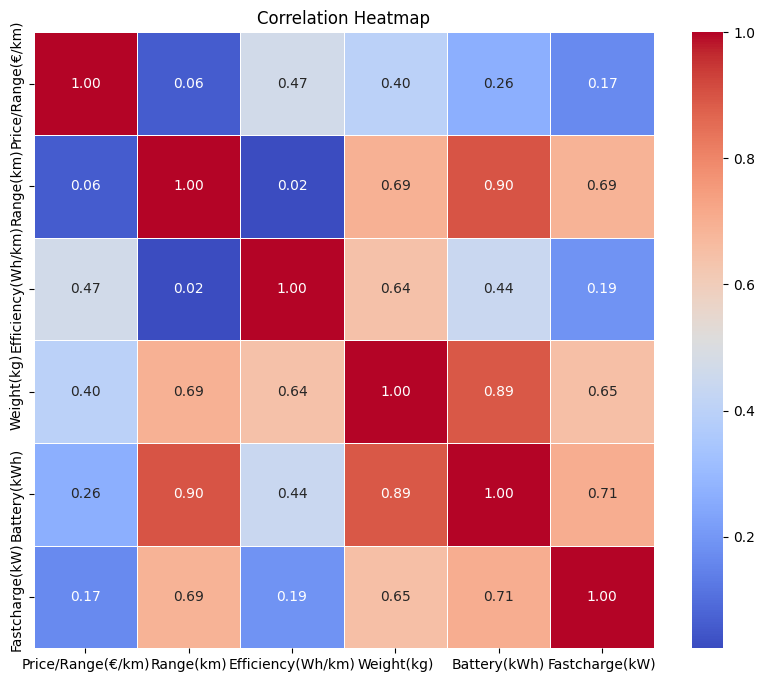 Correlation Heatmap
Price/Range(€/km) 1.00 0.06 0.47 0.40 0.26 0.17
Range(km) 0.06 1.00 0.02 0.69 0.90 0.69
Efficiency(Wh/km) 0.47 0.02 1.00 0.64 0.44 0.19
Weight(kg) 0.40 0.69 0.64 1.00 0.89 0.65
Battery(kWh) 0.26 0.90 0.44 0.89 1.00 0.71
Fastcharge(kW) 0.17 0.69 0.19 0.65 0.71 1.00
Price/Range(€/km) Range(km) Efficiency(Wh/km) Weight(kg) Battery(kWh) Fastcharge(kW)
1.0
0.8
0.6
0.4
0.2